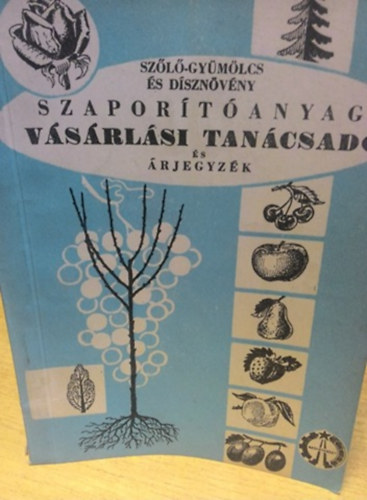 SZŐLŐ-GYÜMÖLCS
ÉS DÍSZNÖVÉNY
SZAPORÍTÓANYAG
VÁSÁRLÁSI TANÁCSADÓ
ÉS
ÁRJEGYZÉK